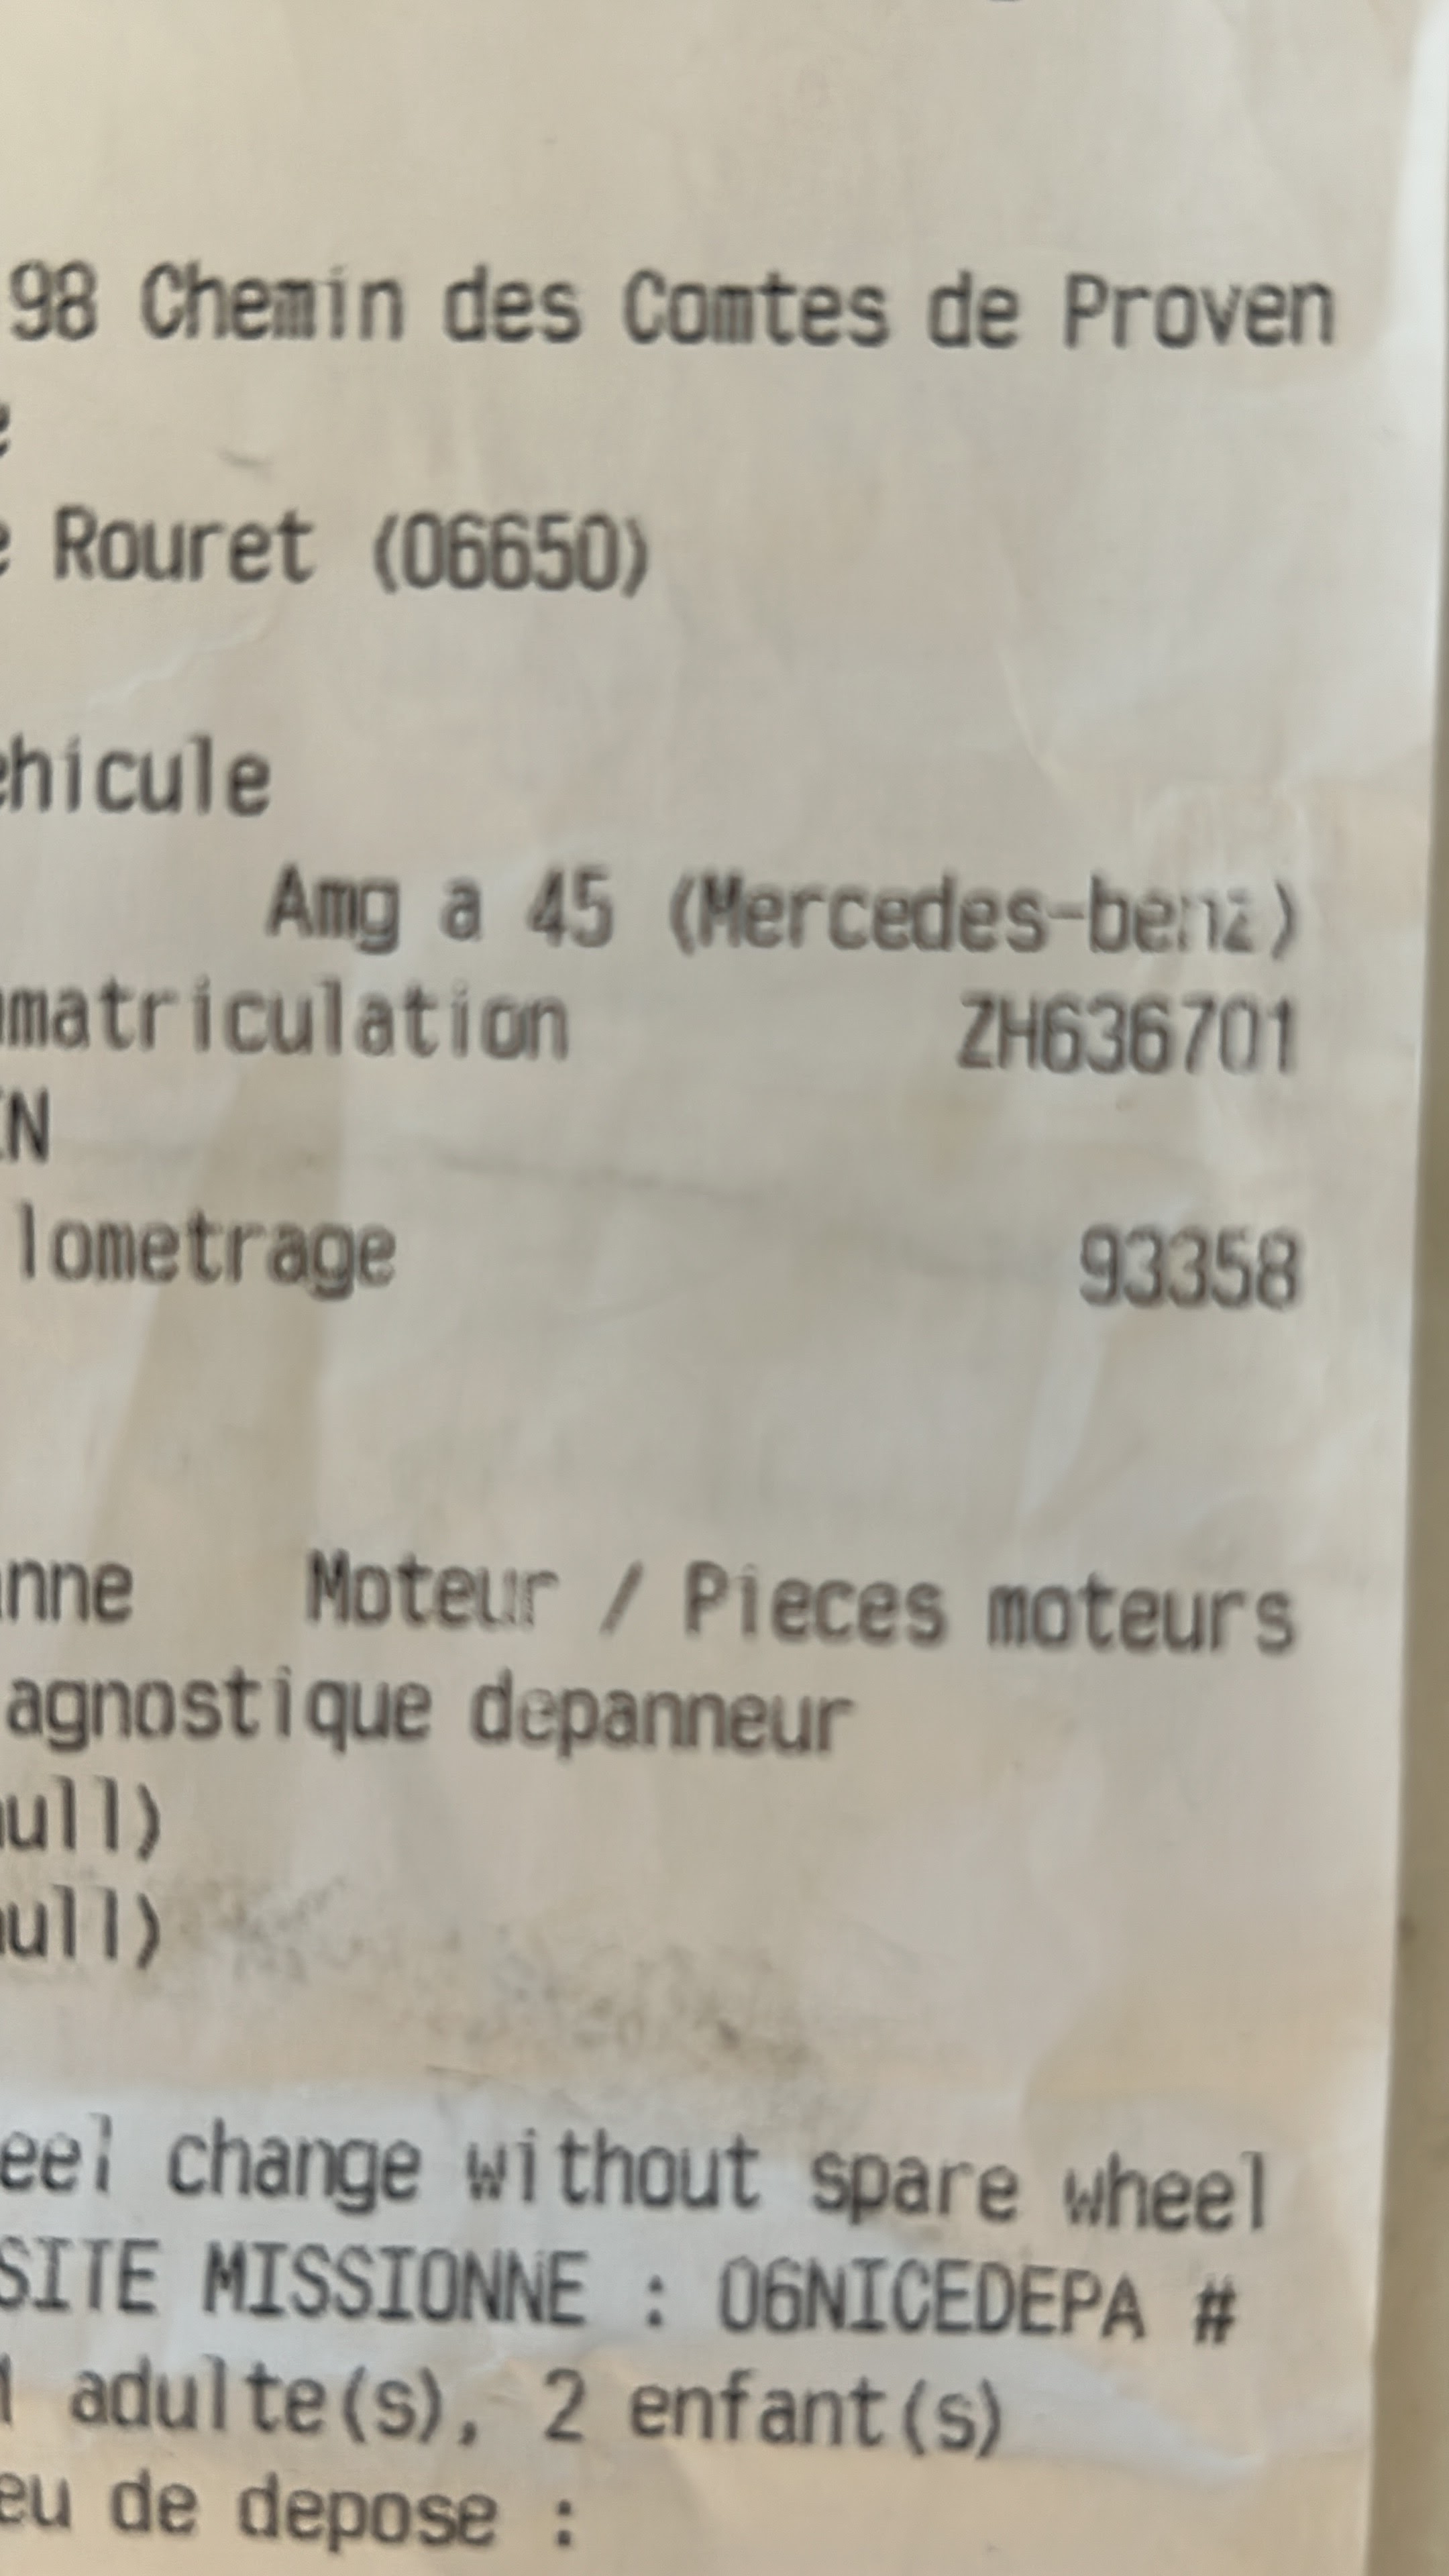 98 Chemin des Comtes de Proven
e
e Rouret (06650)
ehicule
Amg a 45 (Mercedes-benz)
matriculation ZH636701
IN
lometrage 93358
anne Moteur / Pieces moteurs
agnostique depanneur
ull)
ull)
eel change without spare wheel
SITE MISSIONNE : 06NICEDEPA #
1 adulte(s), 2 enfant(s)
eu de depose :